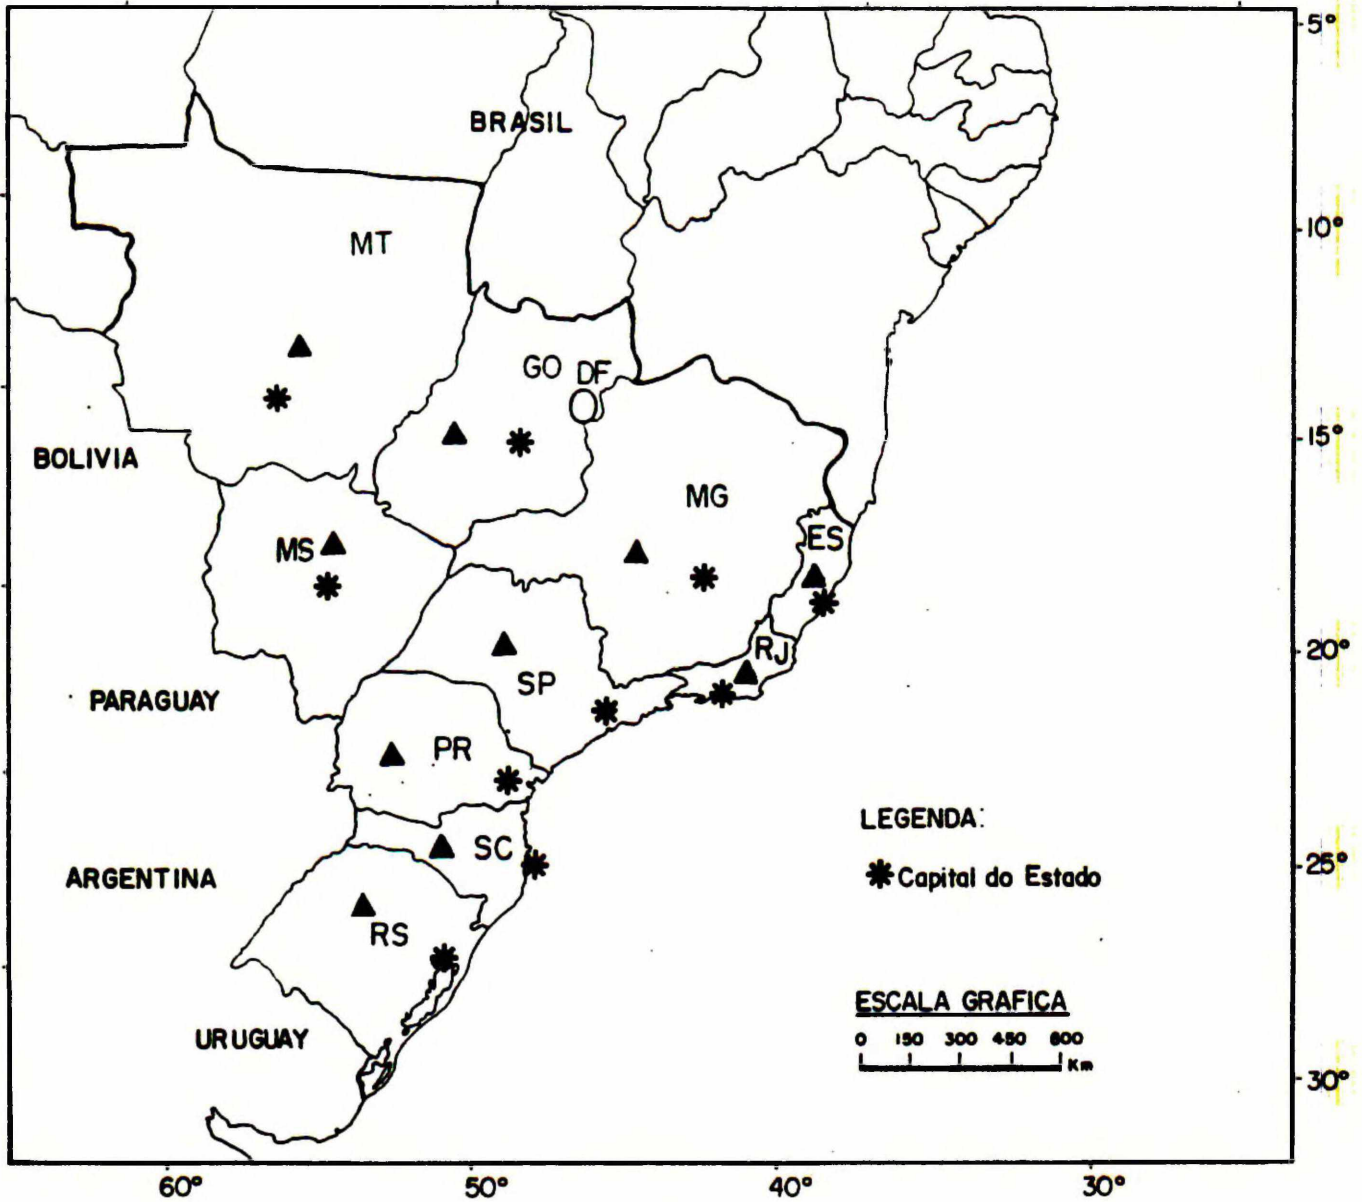 5°
BRASIL
10°
MT
GO DF
15°
BOLIVIA
MG
ES
MS
20°
RJ
SP
PARAGUAY
PR
LEGENDA:
SC
25°
ARGENTINA
Capital do Estado
RS
ESCALA GRAFICA
URUGUAY
0 150 300 450 600
Km
30°
60° 50° 40° 30°